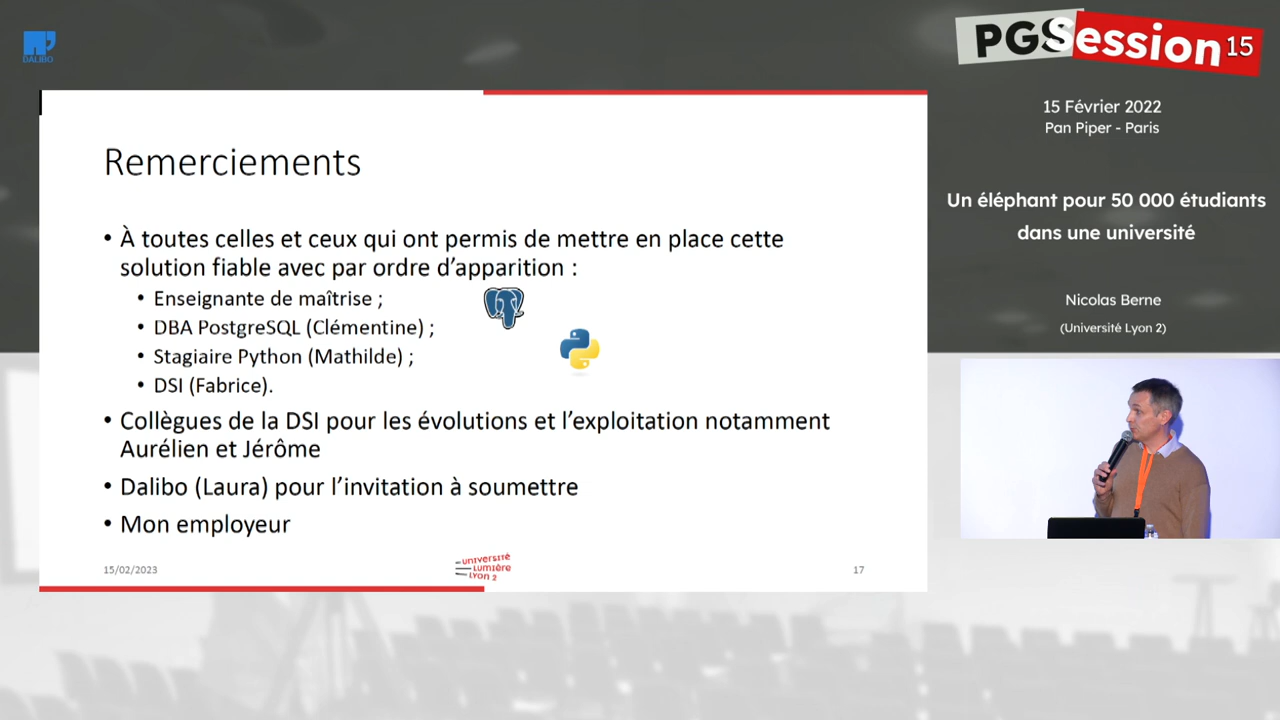 DALIBO
PGSession 15
15 Février 2022
Pan Piper - Paris
Un éléphant pour 50 000 étudiants
dans une université
Nicolas Berne
(Université Lyon 2)
Remerciements
• À toutes celles et ceux qui ont permis de mettre en place cette
solution fiable avec par ordre d'apparition :
• Enseignante de maîtrise ;
• DBA PostgreSQL (Clémentine) ;
• Stagiaire Python (Mathilde) ;
• DSI (Fabrice).
• Collègues de la DSI pour les évolutions et l'exploitation notamment
Aurélien et Jérôme
• Dalibo (Laura) pour l'invitation à soumettre
• Mon employeur
15/02/2023
UNIVERSITÉ
LUMIÈRE
LYON 2
17